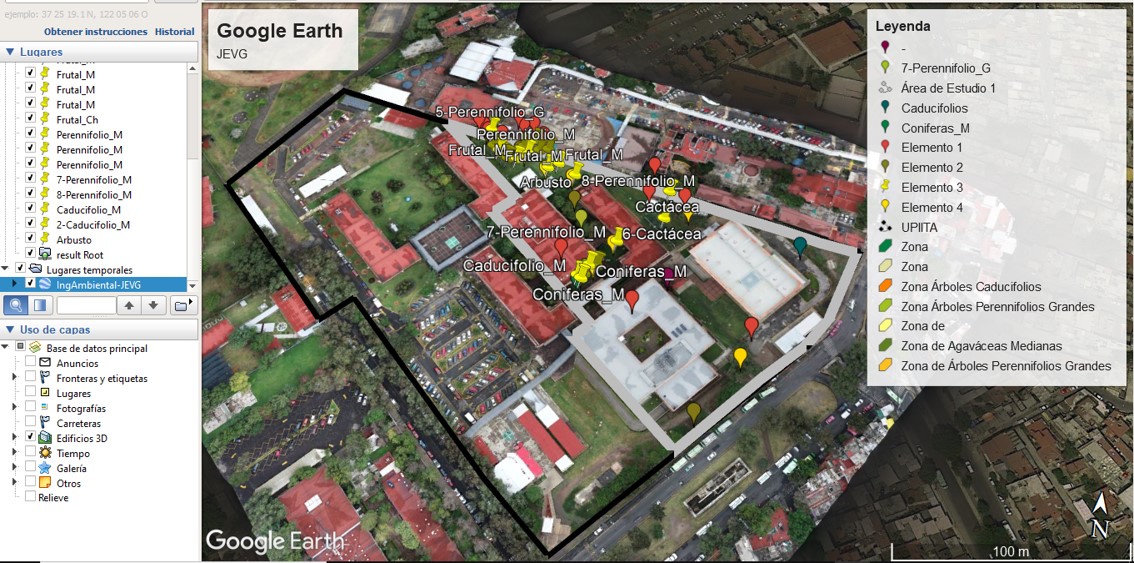 ejemplo: 37 25 19.1 N, 122 05 06 O
Obtener instrucciones Historial
Lugares
Frutal_M
Frutal_M
Frutal_M
Frutal_M
Frutal_Ch
Perennifolio_M
Perennifolio_M
Perennifolio_M
7-Perennifolio_M
8-Perennifolio_M
Caducifolio_M
2-Caducifolio_M
Arbusto
result Root
Lugares temporales
IngAmbiental-JEVG
Uso de capas
Base de datos principal
Anuncios
Fronteras y etiquetas
Lugares
Fotografías
Carreteras
Edificios 3D
Tiempo
Galería
Otros
Relieve
Google Earth
JEVG
5-Perennifolio_G
Perennifolio_M
Frutal_M Frutal_M Frutal_M
Arbusto 8-Perennifolio_M
Cactácea
7-Perennifolio_M 6-Cactácea
Caducifolio_M Coniferas_M
Coniferas_M
Leyenda
-
7-Perennifolio_G
Área de Estudio 1
Caducifolios
Coniferas_M
Elemento 1
Elemento 2
Elemento 3
Elemento 4
UPIITA
Zona
Zona
Zona Árboles Caducifolios
Zona Árboles Perennifolios Grandes
Zona de
Zona de Agaváceas Medianas
Zona de Árboles Perennifolios Grandes
Google Earth
N
100 m